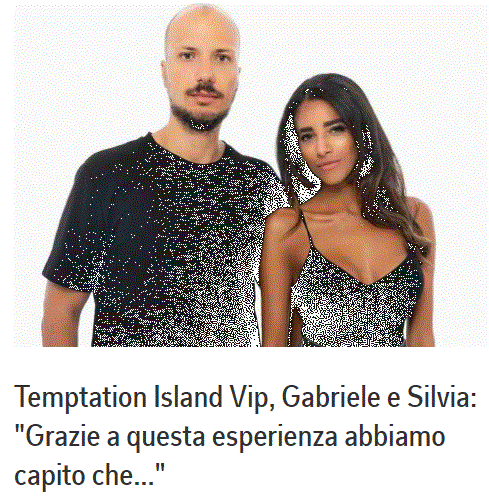 Temptation Island Vip, Gabriele e Silvia:
"Grazie a questa esperienza abbiamo
capito che..."